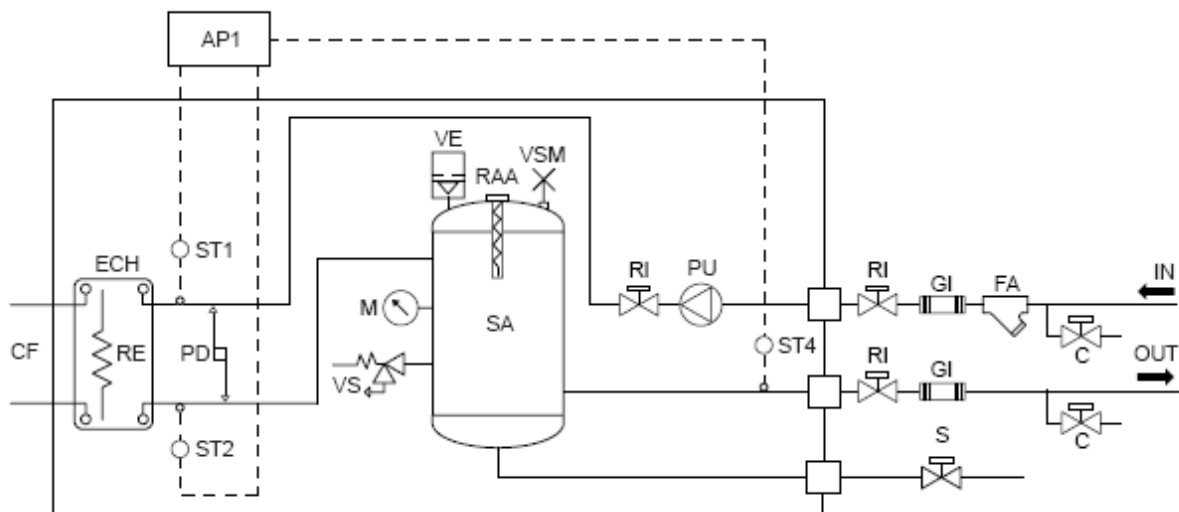 AP1
VE
VSM
RAA
ST1
ECH
RI
PU
RI
GI
FA
IN
M
SA
CF
RE
PD
ST4
C
VS
RI
GI
OUT
ST2
C
S